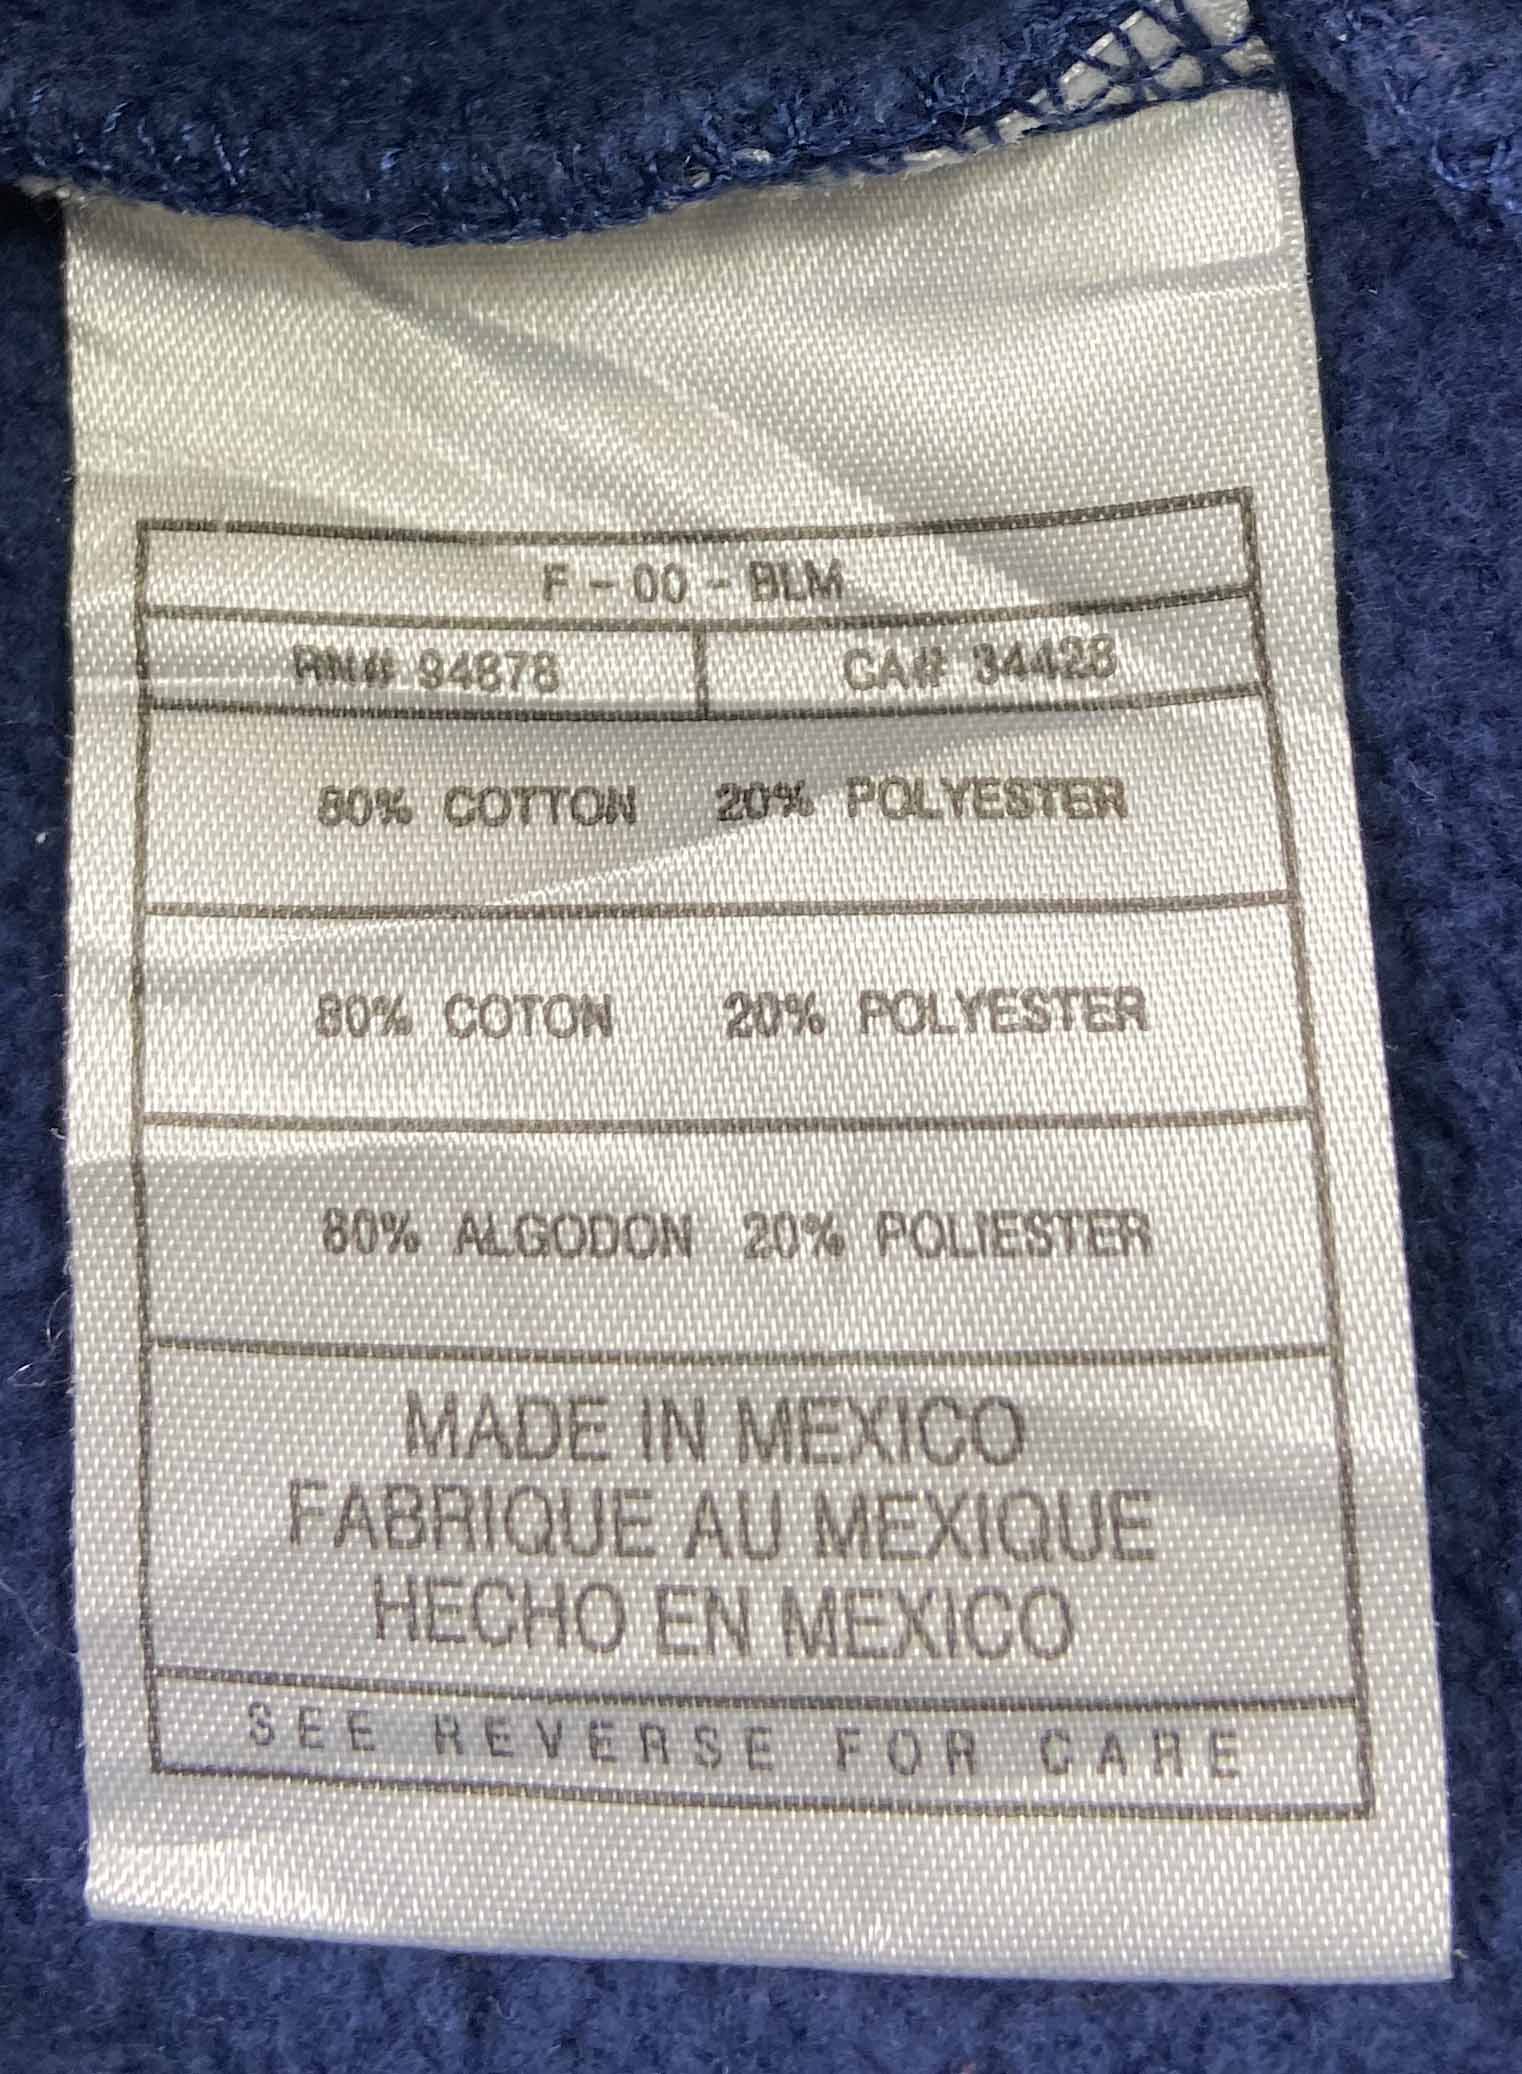 F - 00 - BLM
RN# 94878 CA# 34428
80% COTTON 20% POLYESTER
80% COTON 20% POLYESTER
80% ALGODON 20% POLIESTER
MADE IN MEXICO
FABRIQUE AU MEXIQUE
HECHO EN MEXICO
SEE REVERSE FOR CARE